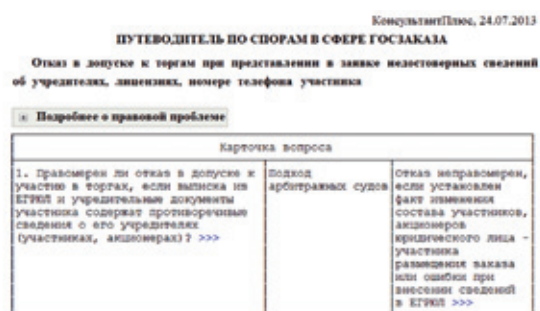 КонсультантПлюс, 24.07.2013
ПУТЕВОДИТЕЛЬ ПО СПОРАМ В СФЕРЕ ГОСЗАКАЗА
Отказ в допуске к торгам при представлении в заявке недостоверных сведений
об учредителях, лицензиях, номере телефона участника
Подробнее о правовой проблеме
Карточка вопроса
1. Правомерен ли отказ в допуске к
участию в торгах, если выписка из
ЕГРЮЛ и учредительные документы
участника содержат противоречивые
сведения о его учредителях
(участниках, акционерах)? >>>
Подход
арбитражных судов
Отказ неправомерен,
если установлен
факт изменения
состава участников,
акционеров
юридического лица -
участника
размещения заказа
или ошибки при
внесении сведений
в ЕГРЮЛ >>>